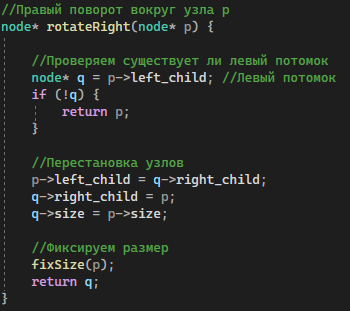 //Правый поворот вокруг узла p
node* rotateRight(node* p) {
//Проверяем существует ли левый потомок
node* q = p->left_child; //Левый потомок
if (!q) {
return p;
}
//Перестановка узлов
p->left_child = q->right_child;
q->right_child = p;
q->size = p->size;
//Фиксируем размер
fixSize(p);
return q;
}